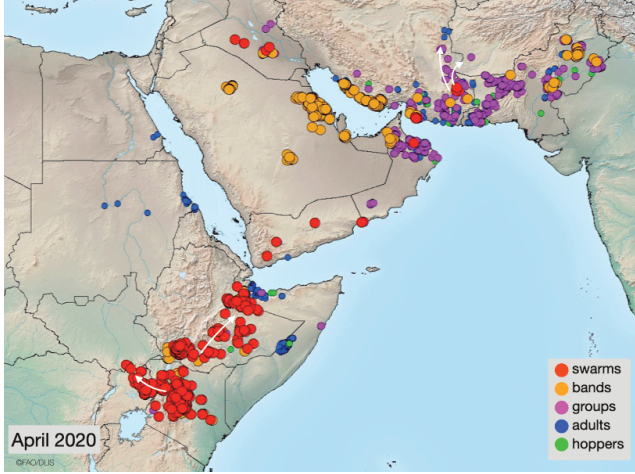 swarms
bands
groups
adults
hoppers
April 2020
©FAO/DLIS